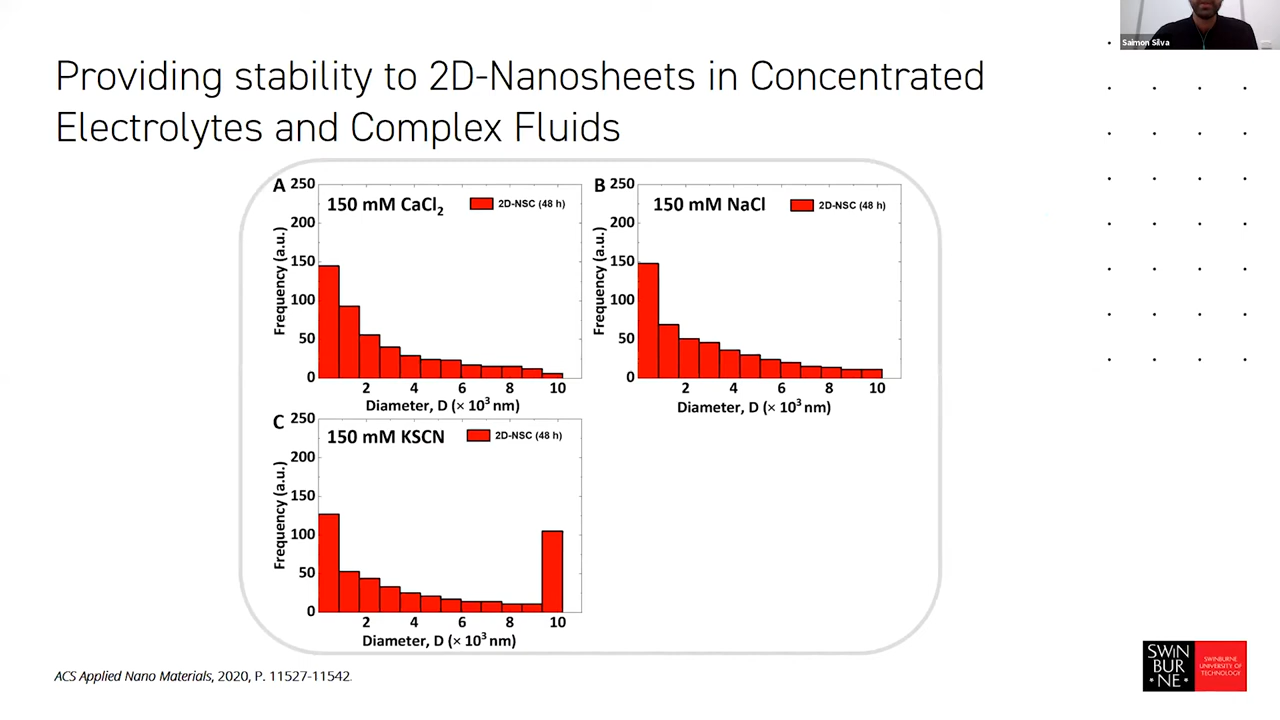 Saimon Silva
Providing stability to 2D-Nanosheets in Concentrated
Electrolytes and Complex Fluids
A
250
200
150
100
50
0
Frequency (a.u.)
150 mM CaCl₂
2D-NSC (48 h)
2 4 6 8 10
Diameter, D (× 10³ nm)
B
250
200
150
100
50
0
Frequency (a.u.)
150 mM NaCl
2D-NSC (48 h)
2 4 6 8 10
Diameter, D (× 10³ nm)
C
250
200
150
100
50
0
Frequency (a.u.)
150 mM KSCN
2D-NSC (48 h)
2 4 6 8 10
Diameter, D (× 10³ nm)
ACS Applied Nano Materials, 2020, P. 11527-11542.
SWIN
BUR
NE
SWINBURNE
UNIVERSITY OF
TECHNOLOGY